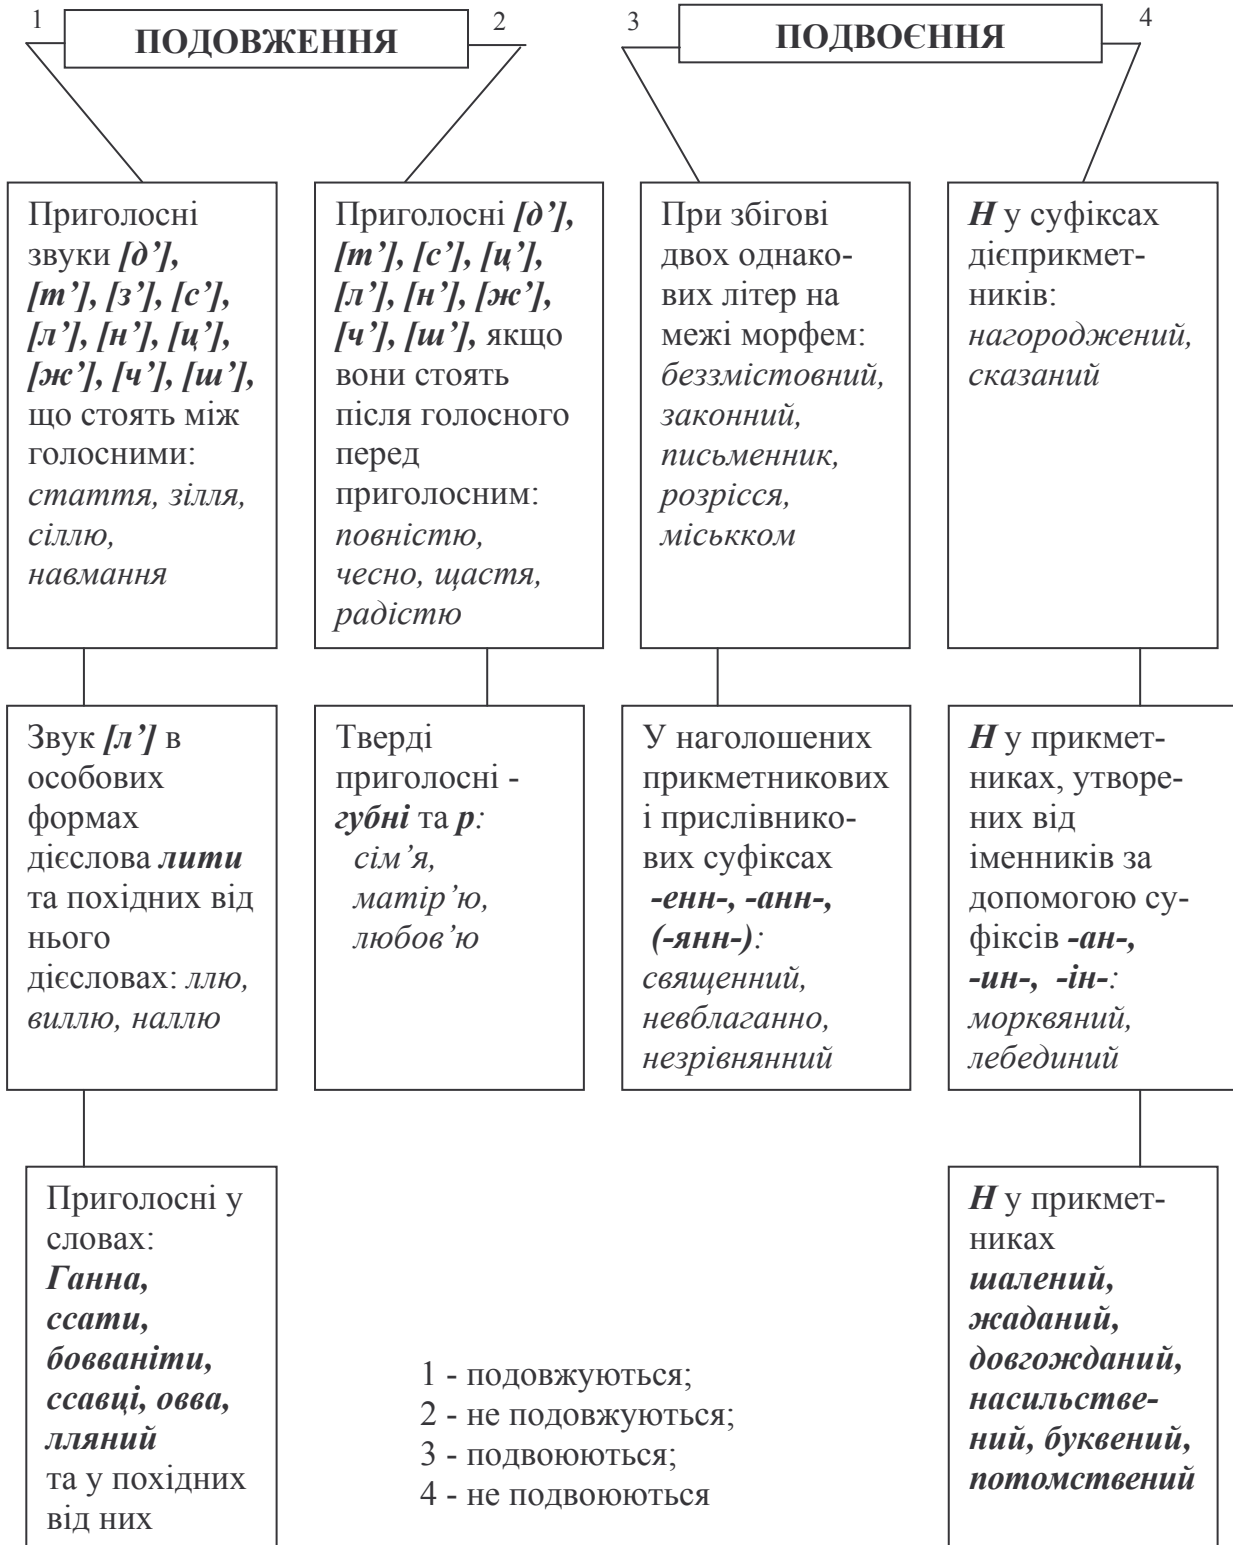 1
ПОДОВЖЕННЯ
2
3
ПОДВОЄННЯ
4
Приголосні
звуки [д’],
[т’], [з’], [с’],
[л’], [н’], [ц’],
[ж’], [ч’], [ш’],
що стоять між
голосними:
стаття, зілля,
сіллю,
навмання
Приголосні [д’],
[т’], [с’], [ц’],
[л’], [н’], [ж’],
[ч’], [ш’], якщо
вони стоять
після голосного
перед
приголосним:
повністю,
чесно, щастя,
радістю
При збігові
двох однако-
вих літер на
межі морфем:
беззмістовний,
законний,
письменник,
розрісся,
міськком
Н у суфіксах
дієприкмет-
ників:
нагороджений,
сказаний
Звук [л’] в
особових
формах
дієслова лити
та похідних від
нього
дієсловах: ллю,
виллю, наллю
Тверді
приголосні -
губні та р:
сім’я,
матір’ю,
любов’ю
У наголошених
прикметникових
і прислівнико-
вих суфіксах
-енн-, -анн-,
(-янн-):
священний,
невблаганно,
незрівнянний
Н у прикмет-
никах, утворе-
них від
іменників за
допомогою су-
фіксів -ан-,
-ин-, -ін-:
морквяний,
лебединий
Приголосні у
словах:
Ганна,
ссати,
бовваніти,
ссавці, овва,
лляний
та у похідних
від них
1 - подовжуються;
2 - не подовжуються;
3 - подвоюються;
4 - не подвоюються
Н у прикмет-
никах
шалений,
жаданий,
довгожданий,
насильстве-
ний, буквений,
потомствений